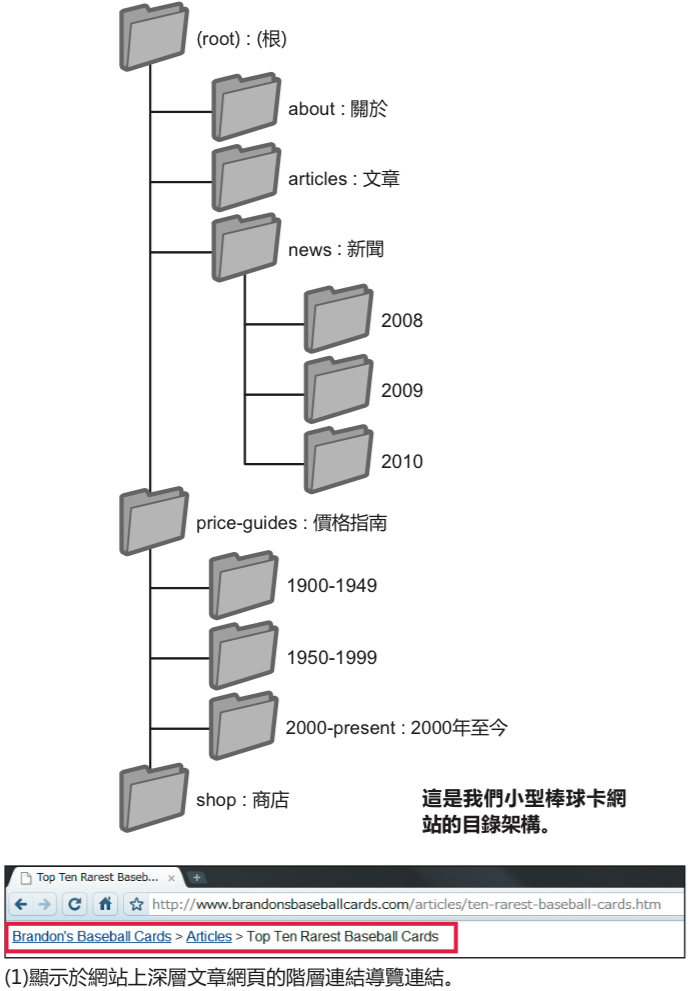 (root) : (根)
about : 關於
articles : 文章
news : 新聞
2008
2009
2010
price-guides : 價格指南
1900-1949
1950-1999
2000-present : 2000年至今
shop : 商店
這是我們小型棒球卡網
站的目錄架構。
Top Ten Rarest Baseb...
http://www.brandonsbaseballcards.com/articles/ten-rarest-baseball-cards.htm
Brandon's Baseball Cards > Articles > Top Ten Rarest Baseball Cards
(1)顯示於網站上深層文章網頁的階層連結導覽連結。